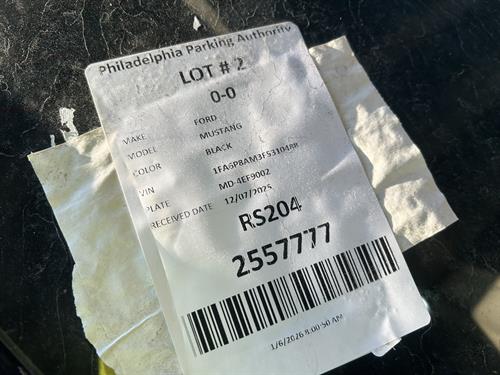 Philadelphia Parking Authority
LOT # 2
0-0
MAKE FORD
MODEL MUSTANG
COLOR BLACK
VIN 1FA6P8AM3F5310488
PLATE MD-4EF9002
RECEIVED DATE 12/07/2025
RS204
2557777
1/6/2026 8:00:50 AM